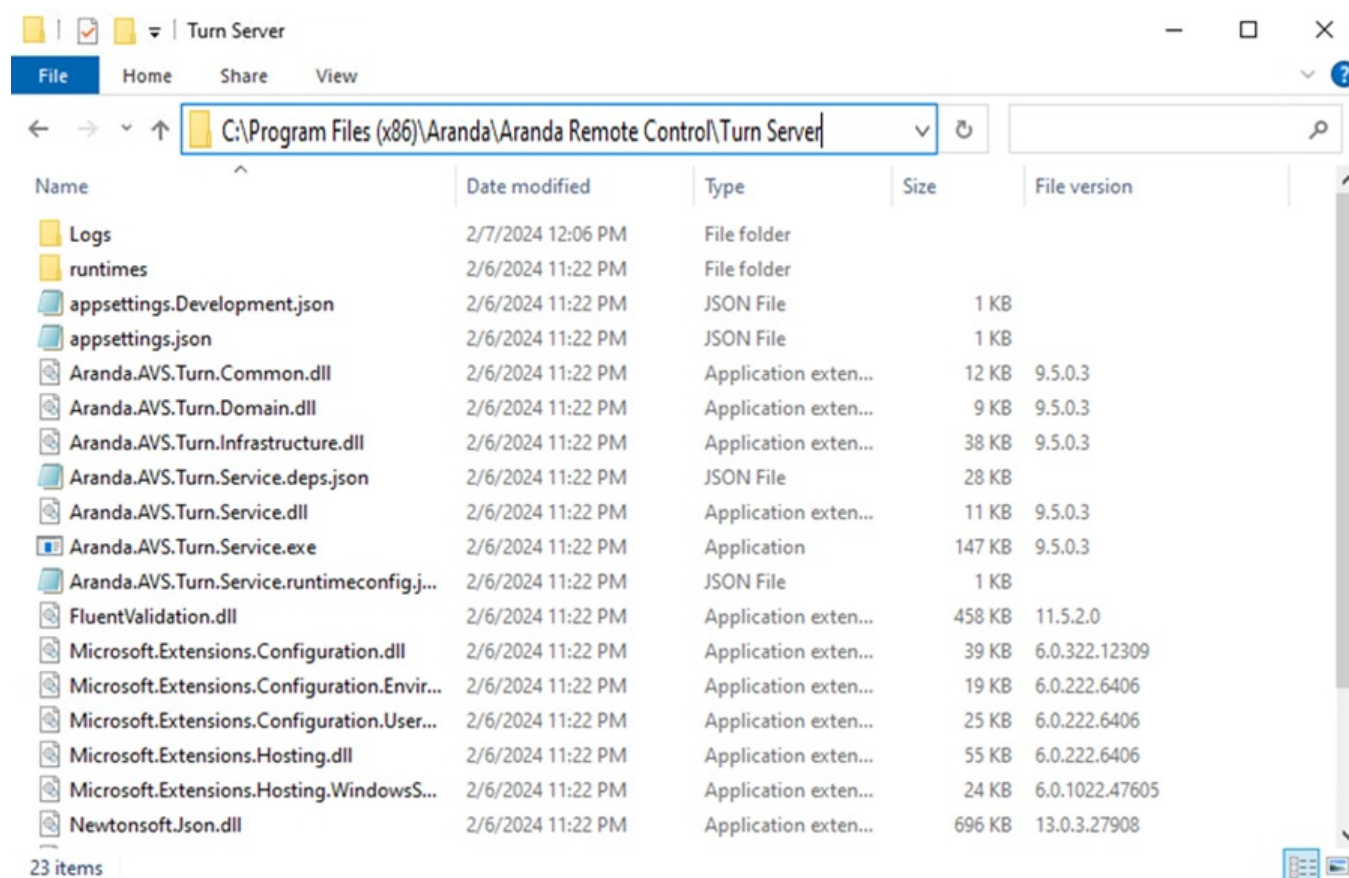 Turn Server
File Home Share View
C:\Program Files (x86)\Aranda\Aranda Remote Control\Turn Server
Name Date modified Type Size File version
Logs 2/7/2024 12:06 PM File folder
runtimes 2/6/2024 11:22 PM File folder
appsettings.Development.json 2/6/2024 11:22 PM JSON File 1 KB
appsettings.json 2/6/2024 11:22 PM JSON File 1 KB
Aranda.AVS.Turn.Common.dll 2/6/2024 11:22 PM Application exten... 12 KB 9.5.0.3
Aranda.AVS.Turn.Domain.dll 2/6/2024 11:22 PM Application exten... 9 KB 9.5.0.3
Aranda.AVS.Turn.Infrastructure.dll 2/6/2024 11:22 PM Application exten... 38 KB 9.5.0.3
Aranda.AVS.Turn.Service.deps.json 2/6/2024 11:22 PM JSON File 28 KB
Aranda.AVS.Turn.Service.dll 2/6/2024 11:22 PM Application exten... 11 KB 9.5.0.3
Aranda.AVS.Turn.Service.exe 2/6/2024 11:22 PM Application 147 KB 9.5.0.3
Aranda.AVS.Turn.Service.runtimeconfig.j... 2/6/2024 11:22 PM JSON File 1 KB
FluentValidation.dll 2/6/2024 11:22 PM Application exten... 458 KB 11.5.2.0
Microsoft.Extensions.Configuration.dll 2/6/2024 11:22 PM Application exten... 39 KB 6.0.322.12309
Microsoft.Extensions.Configuration.Envir... 2/6/2024 11:22 PM Application exten... 19 KB 6.0.222.6406
Microsoft.Extensions.Configuration.User... 2/6/2024 11:22 PM Application exten... 25 KB 6.0.222.6406
Microsoft.Extensions.Hosting.dll 2/6/2024 11:22 PM Application exten... 55 KB 6.0.222.6406
Microsoft.Extensions.Hosting.WindowsS... 2/6/2024 11:22 PM Application exten... 24 KB 6.0.1022.47605
Newtonsoft.Json.dll 2/6/2024 11:22 PM Application exten... 696 KB 13.0.3.27908
23 items